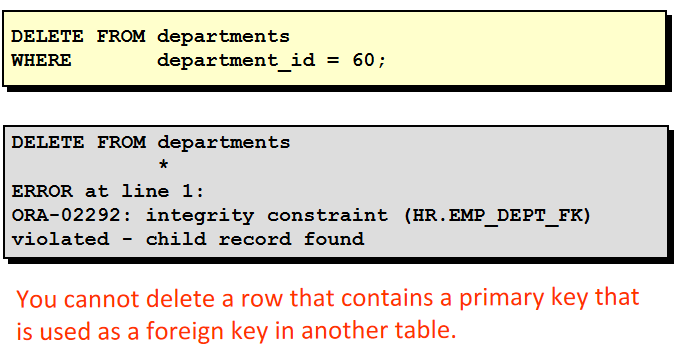 DELETE FROM departments
WHERE       department_id = 60;
DELETE FROM departments
            *
ERROR at line 1:
ORA-02292: integrity constraint (HR.EMP_DEPT_FK)
violated - child record found
You cannot delete a row that contains a primary key that
is used as a foreign key in another table.